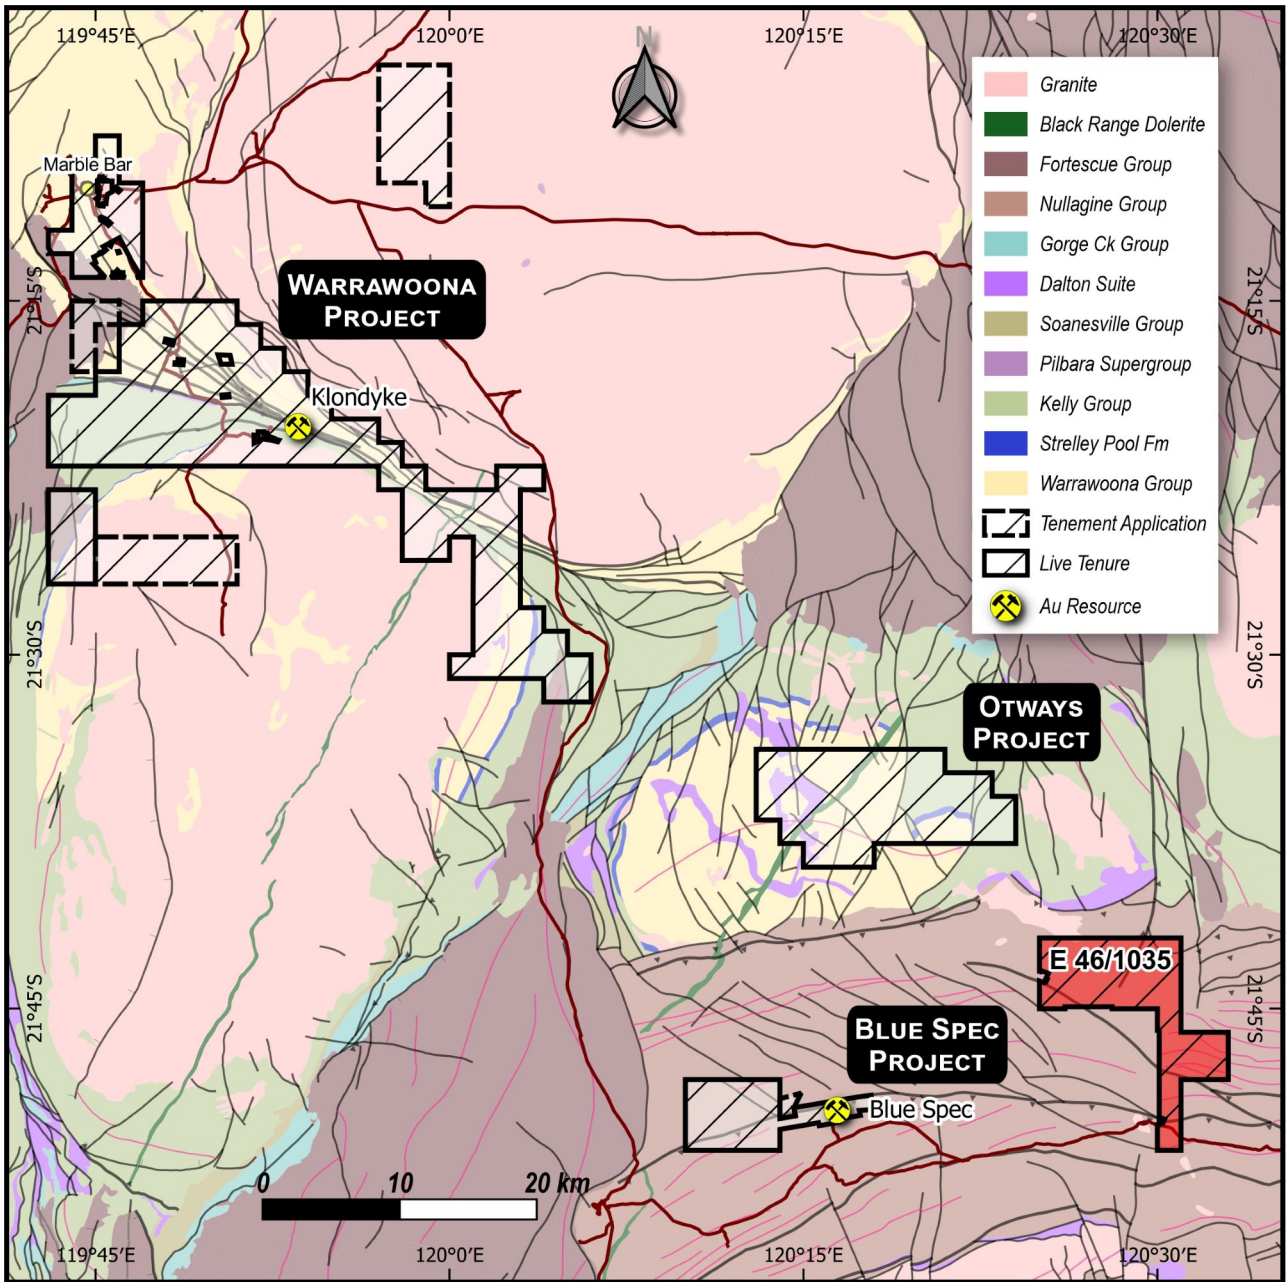 119°45'E
120°0'E
120°15'E
120°30'E
N
Granite
Black Range Dolerite
Fortescue Group
Nullagine Group
Gorge Ck Group
Dalton Suite
Soanesville Group
Pilbara Supergroup
Kelly Group
Strelley Pool Fm
Warrawoona Group
Tenement Application
Live Tenure
Au Resource
Marble Bar
21°15'S
WARRAWOONA
PROJECT
21°15'S
Klondyke
21°30'S
21°30'S
OTWAYS
PROJECT
E 46/1035
21°45'S
21°45'S
BLUE SPEC
PROJECT
Blue Spec
0
10
20 km
119°45'E
120°0'E
120°15'E
120°30'E